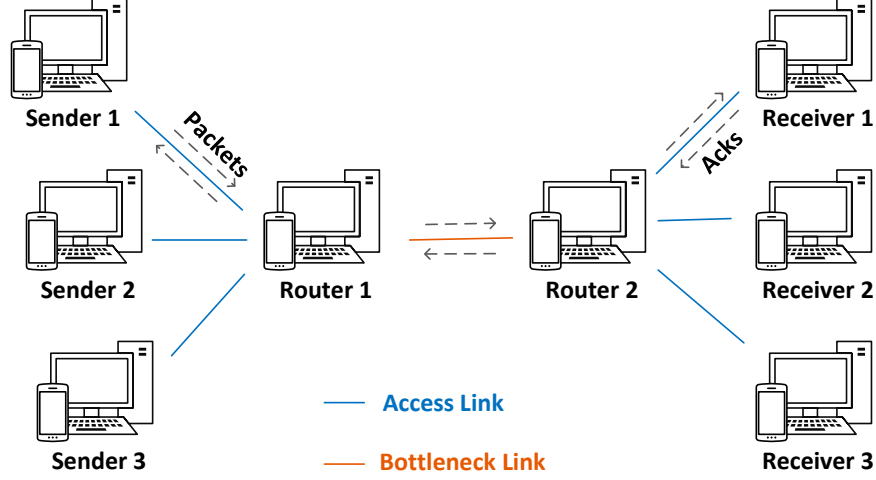 Sender 1
Packets
Acks
Receiver 1
Sender 2
Router 1
Router 2
Receiver 2
Access Link
Sender 3
Bottleneck Link
Receiver 3